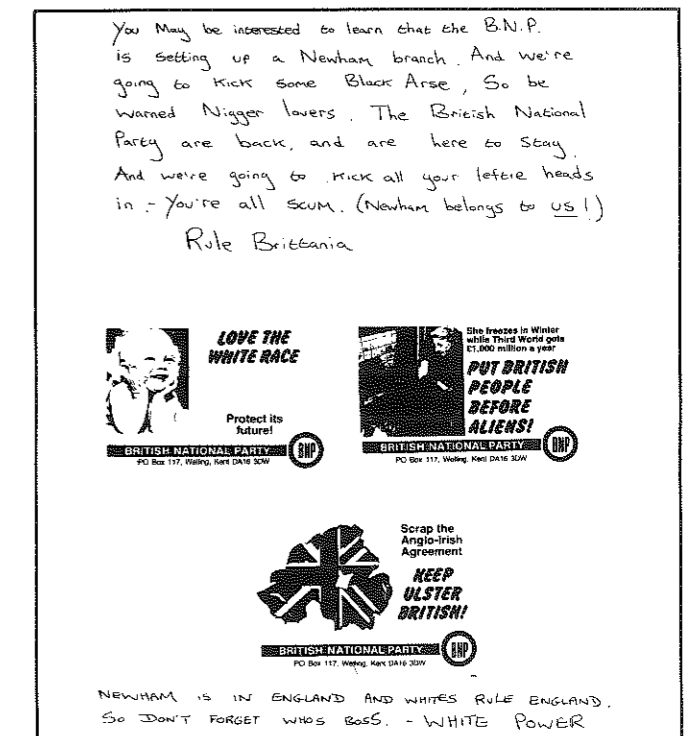 You May be interested to learn that the B.N.P.
is setting up a Newham branch. And we're
going to Kick some Black Arse, So be
warned Nigger lovers. The British National
Party are back, and are here to Stay.
And we're going to Kick all your leftie heads
in - You're all SCUM. (Newham belongs to US!)
Rule Brittania
LOVE THE
WHITE RACE
Protect its
future!
BRITISH NATIONAL PARTY BNP
PO Box 117, Welling, Kent DA16 3DW
She freezes in Winter
while Third World gets
£1,000 million a year
PUT BRITISH
PEOPLE
BEFORE
ALIENS!
BRITISH NATIONAL PARTY BNP
PO Box 117, Welling, Kent DA16 3DW
Scrap the
Anglo-Irish
Agreement
KEEP
ULSTER
BRITISH!
BRITISH NATIONAL PARTY BNP
PO Box 117, Welling, Kent DA16 3DW
NEWHAM IS IN ENGLAND AND WHITES RULE ENGLAND.
SO DON'T FORGET WHOS BOSS. - WHITE POWER